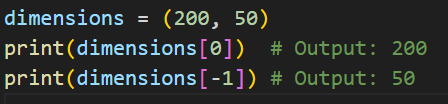 dimensions = (200, 50)
print(dimensions[0])  # Output: 200
print(dimensions[-1]) # Output: 50